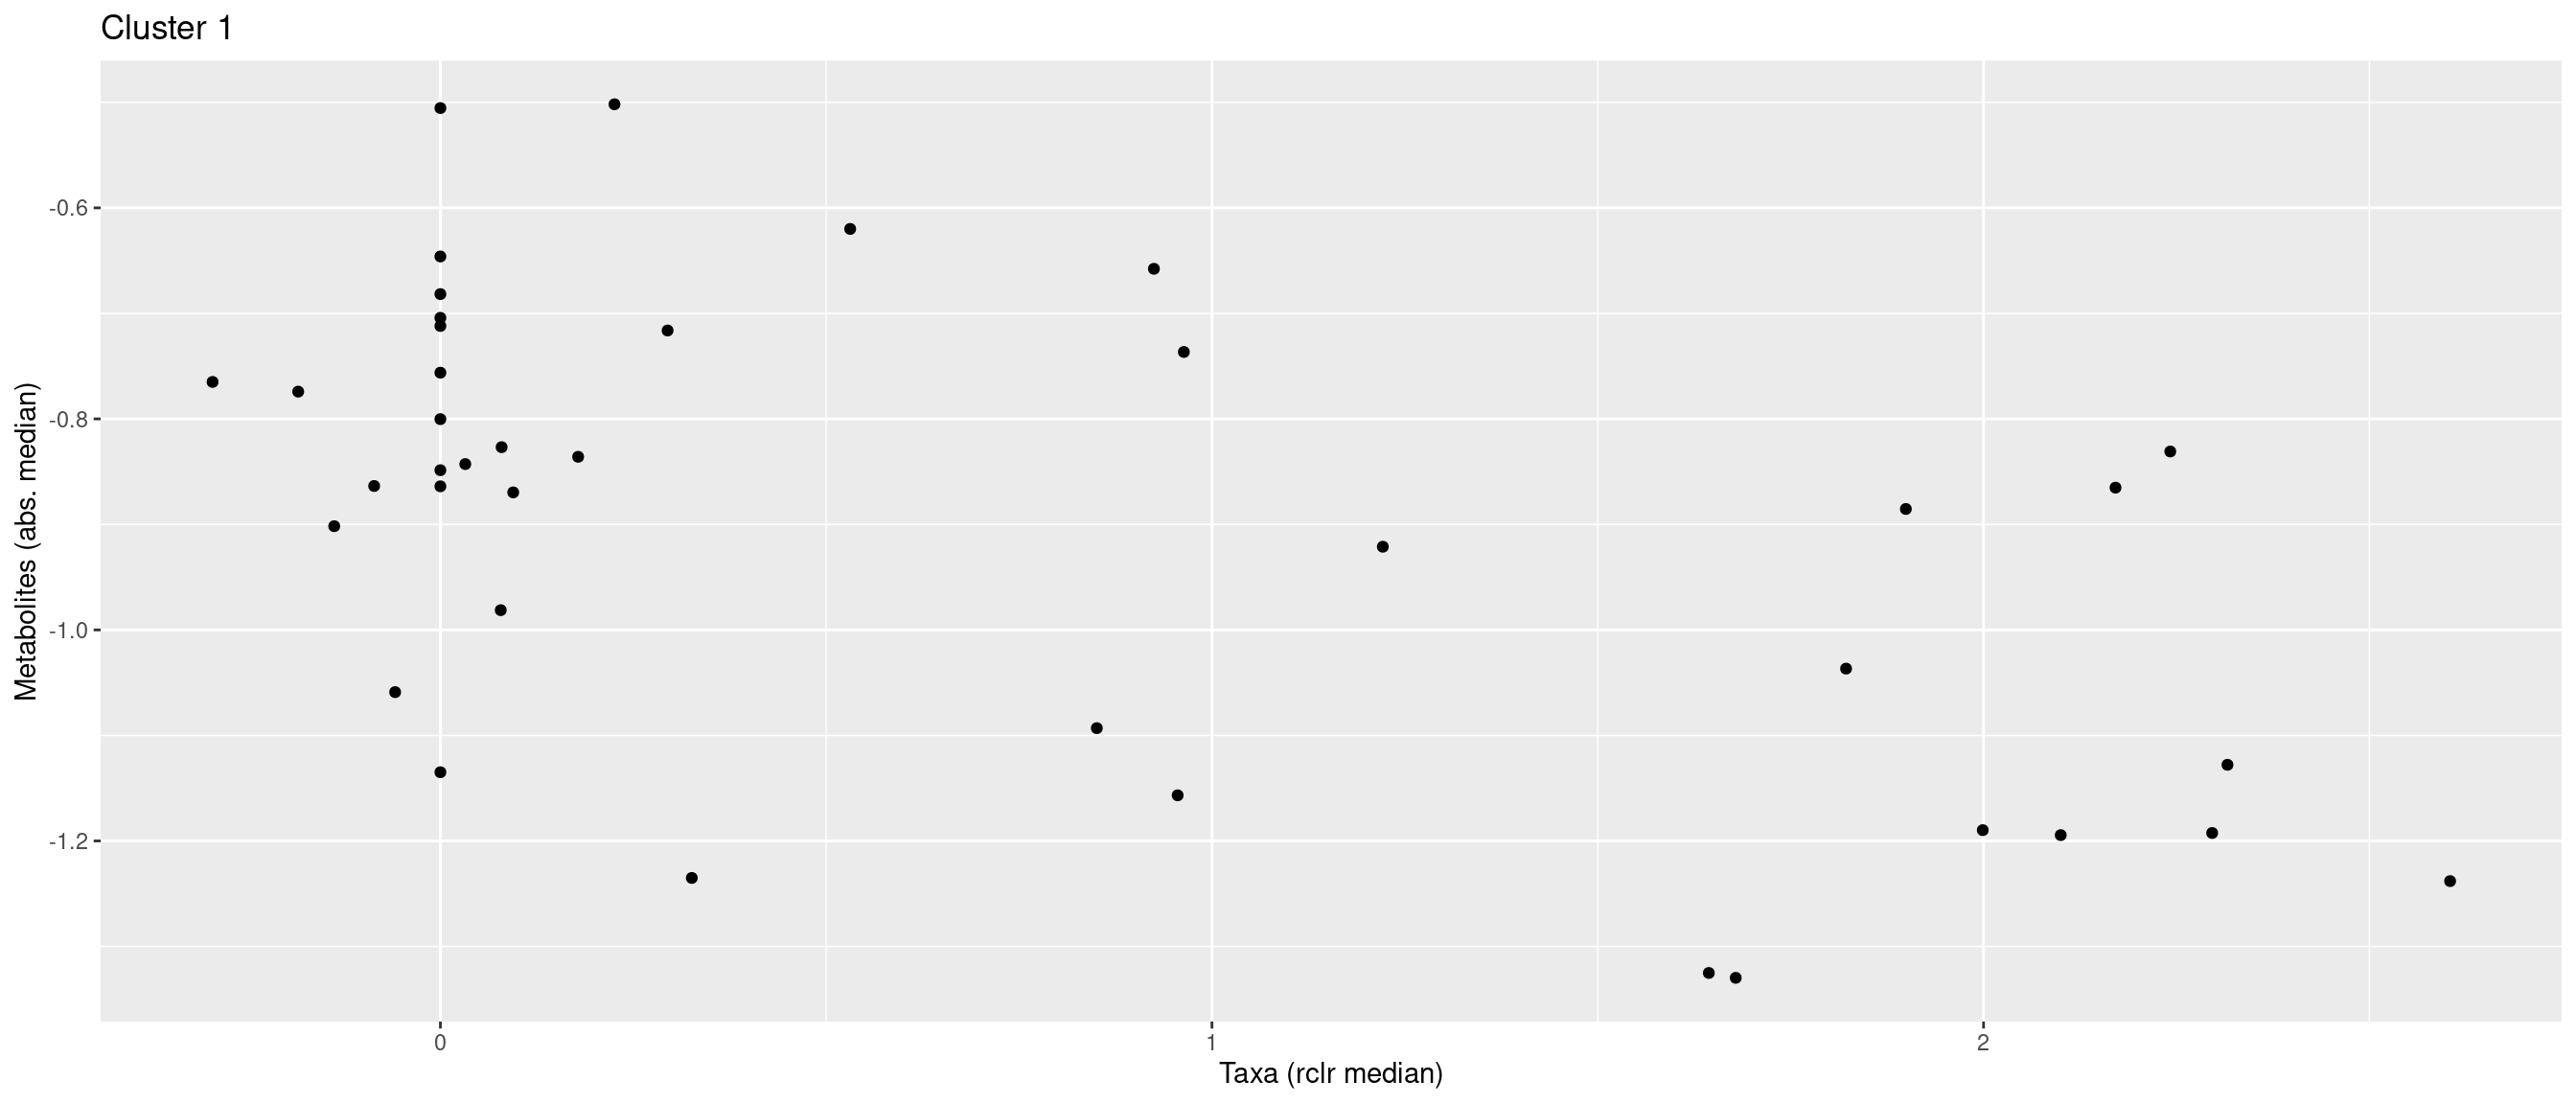 Cluster 1
Metabolites (abs. median)
-0.6
-0.8
-1.0
-1.2
0
1
2
Taxa (rclr median)